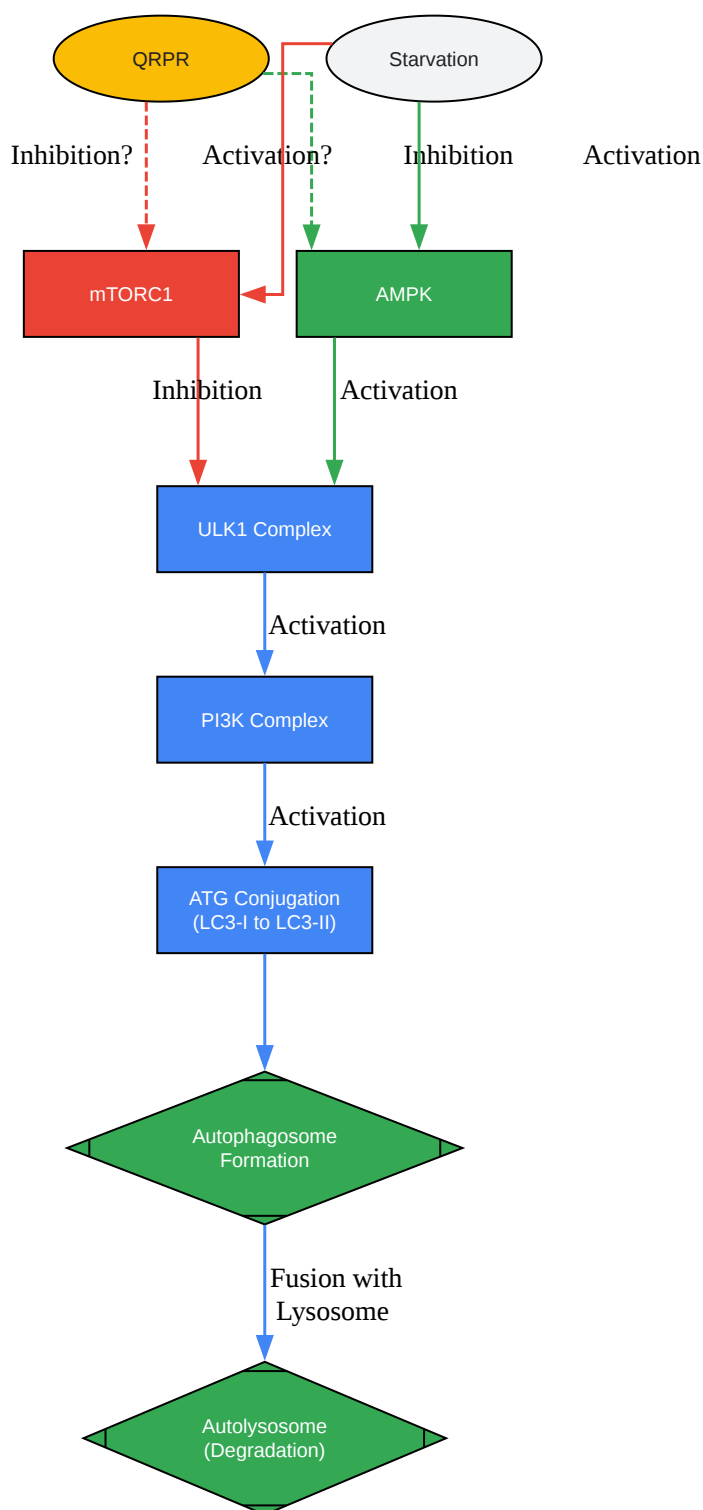 QRPR
Starvation
Inhibition?
Activation?
Inhibition
Activation
mTORC1
AMPK
Inhibition
Activation
ULK1 Complex
Activation
PI3K Complex
Activation
ATG Conjugation
(LC3-I to LC3-II)
Autophagosome
Formation
Fusion with
Lysosome
Autolysosome
(Degradation)